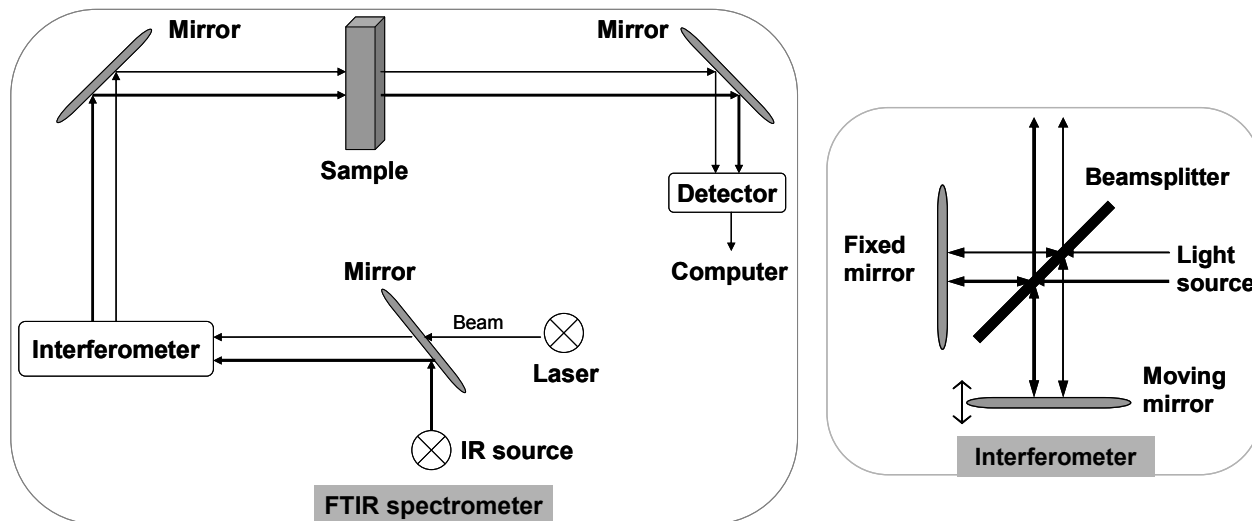 Mirror
Mirror
Sample
Detector
Computer
Mirror
Beam
Laser
Interferometer
IR source
FTIR spectrometer
Beamsplitter
Fixed
mirror
Light
source
Moving
mirror
Interferometer